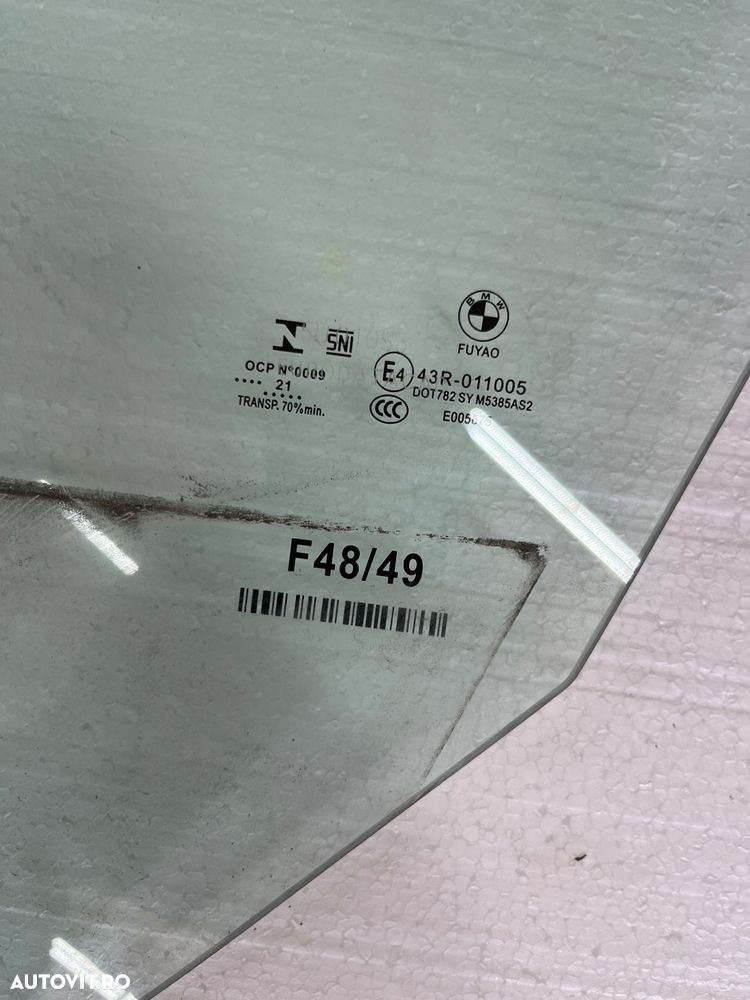 BMW
FUYAO
N SNI
OCP Nº0009
21
TRANSP. 70% min.
E4 43R-011005
DOT782 SY M5385AS2
CCC
F48/49
AUTOVIT.RO